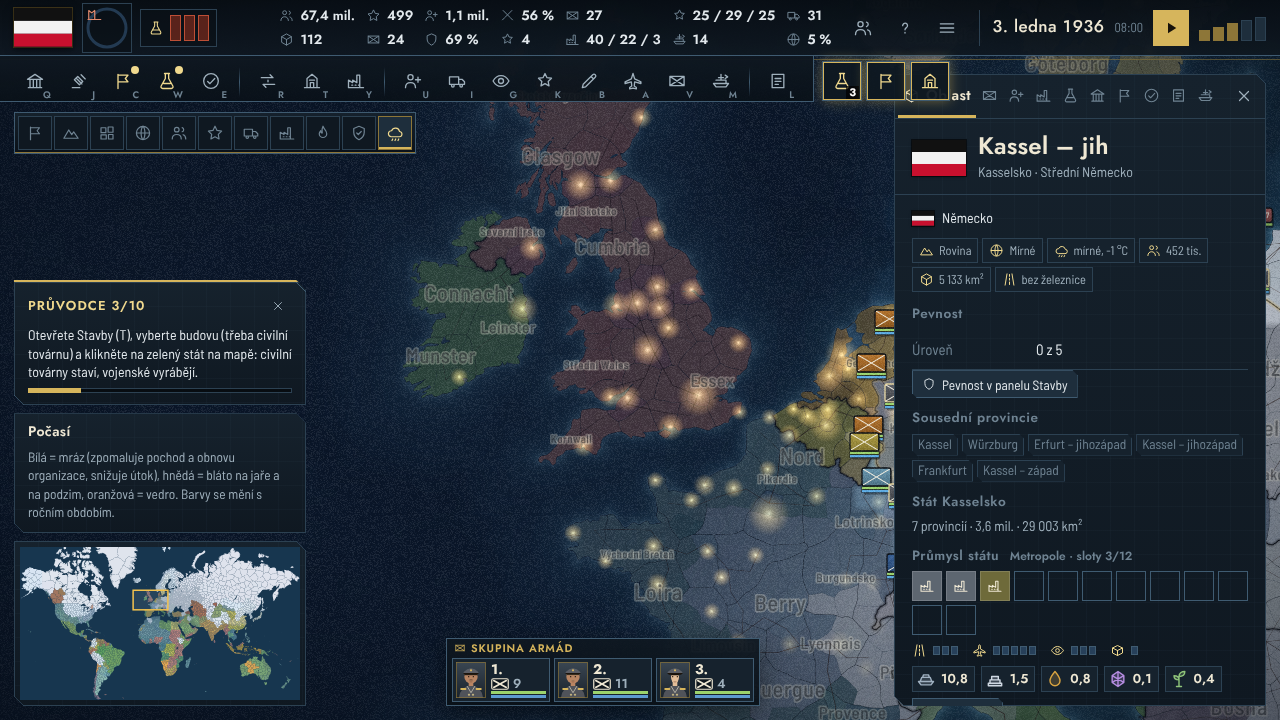 67,4 mil.
499
1,1 mil.
56 %
27
25 / 29 / 25
31
112
24
69 %
4
40 / 22 / 3
14
5 %
?
3. ledna 1936
08:00
Q
J
C
W
E
R
T
Y
U
I
G
K
B
A
V
M
L
3
Göteborg
Kassel – jih
Kasselsko · Střední Německo
Německo
Rovina
Mírné
mírné, -1 °C
452 tis.
5 133 km²
bez železnice
Pevnost
Úroveň
0 z 5
Pevnost v panelu Stavby
Sousední provincie
Kassel
Würzburg
Erfurt – jihozápad
Kassel – jihozápad
Frankfurt
Kassel – západ
Stát Kasselsko
7 provincií · 3,6 mil. · 29 003 km²
Průmysl státu
Metropole · sloty 3/12
10,8
1,5
0,8
0,1
0,4
PRŮVODCE 3/10
Otevřete Stavby (T), vyberte budovu (třeba civilní
továrnu) a klikněte na zelený stát na mapě: civilní
továrny staví, vojenské vyrábějí.
Počasí
Bílá = mráz (zpomaluje pochod a obnovu
organizace, snižuje útok), hnědá = bláto na jaře a
na podzim, oranžová = vedro. Barvy se mění s
ročním obdobím.
Glasgow
Jižní Skotsko
Severní Irsko
Cumbria
Connacht
Leinster
Munster
Střední Wales
Essex
Kornwall
Nord
Pikardie
Lotrinsko
Východní Bretaň
Loira
Burgundsko
Berry
Lyonnais
Provence
SKUPINA ARMÁD
1.
9
2.
11
3.
4